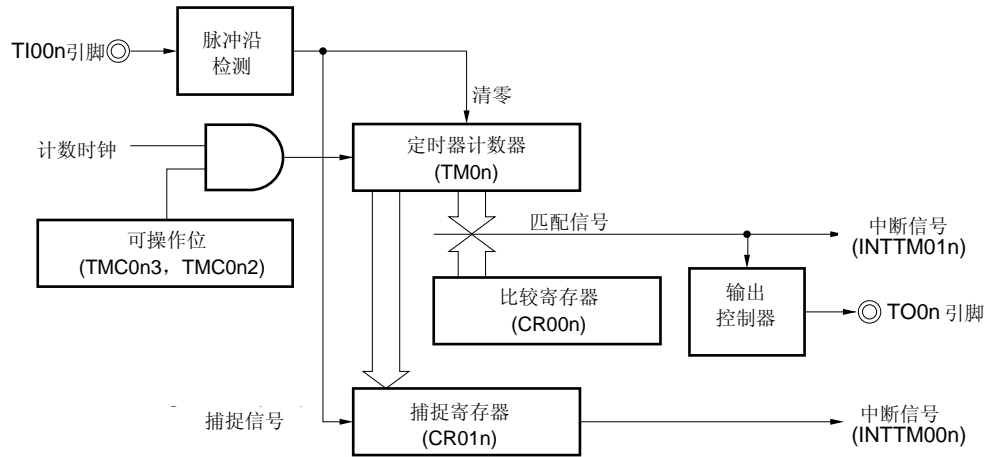 TI00n引脚
脉冲沿
检测
清零
计数时钟
定时器计数器
(TM0n)
可操作位
(TMC0n3，TMC0n2)
匹配信号
中断信号
(INTTM01n)
比较寄存器
(CR00n)
输出
控制器
TO0n 引脚
捕捉信号
捕捉寄存器
(CR01n)
中断信号
(INTTM00n)